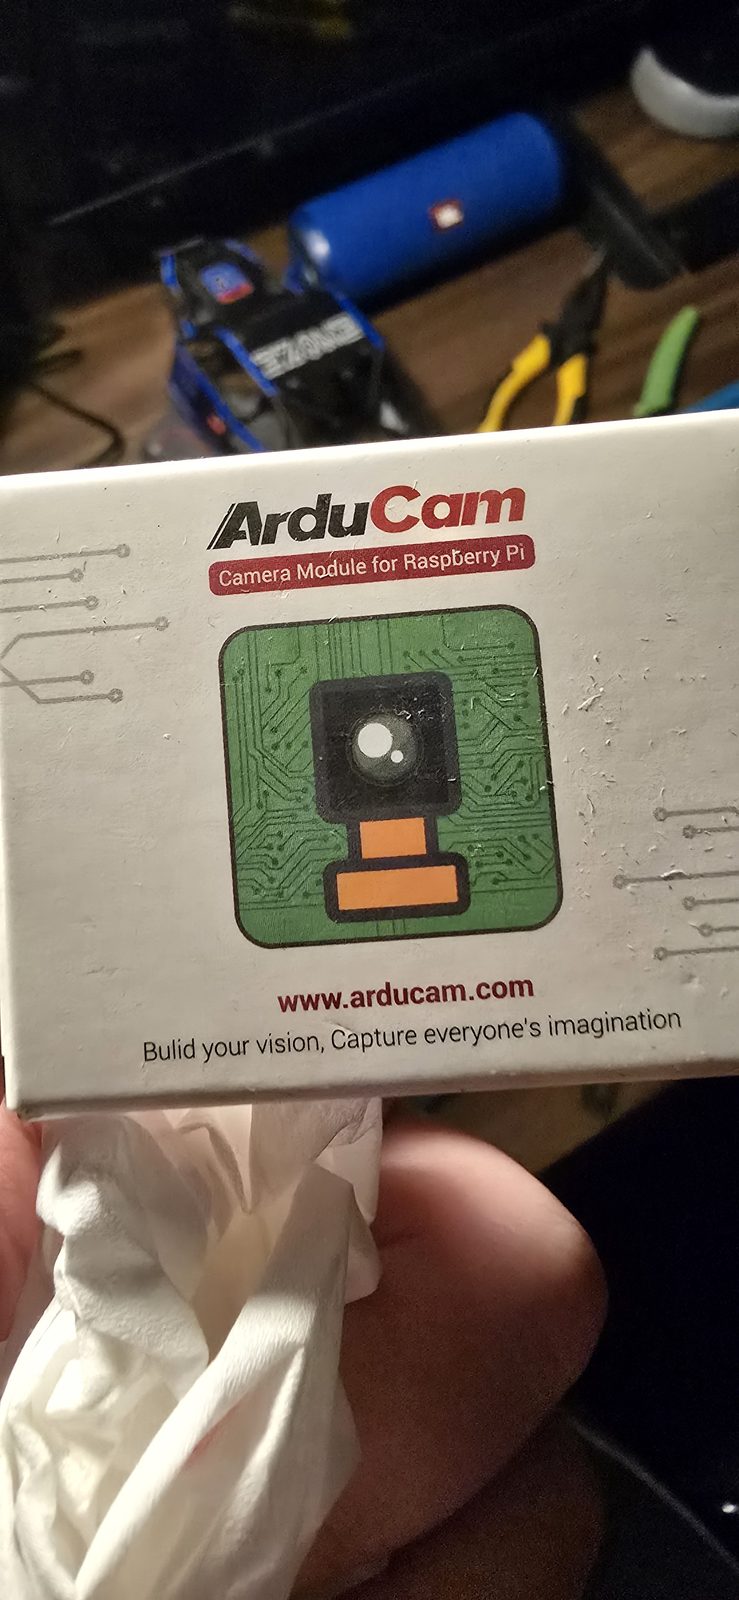 ArduCam
Camera Module for Raspberry Pi
www.arducam.com
Bulid your vision, Capture everyone's imagination